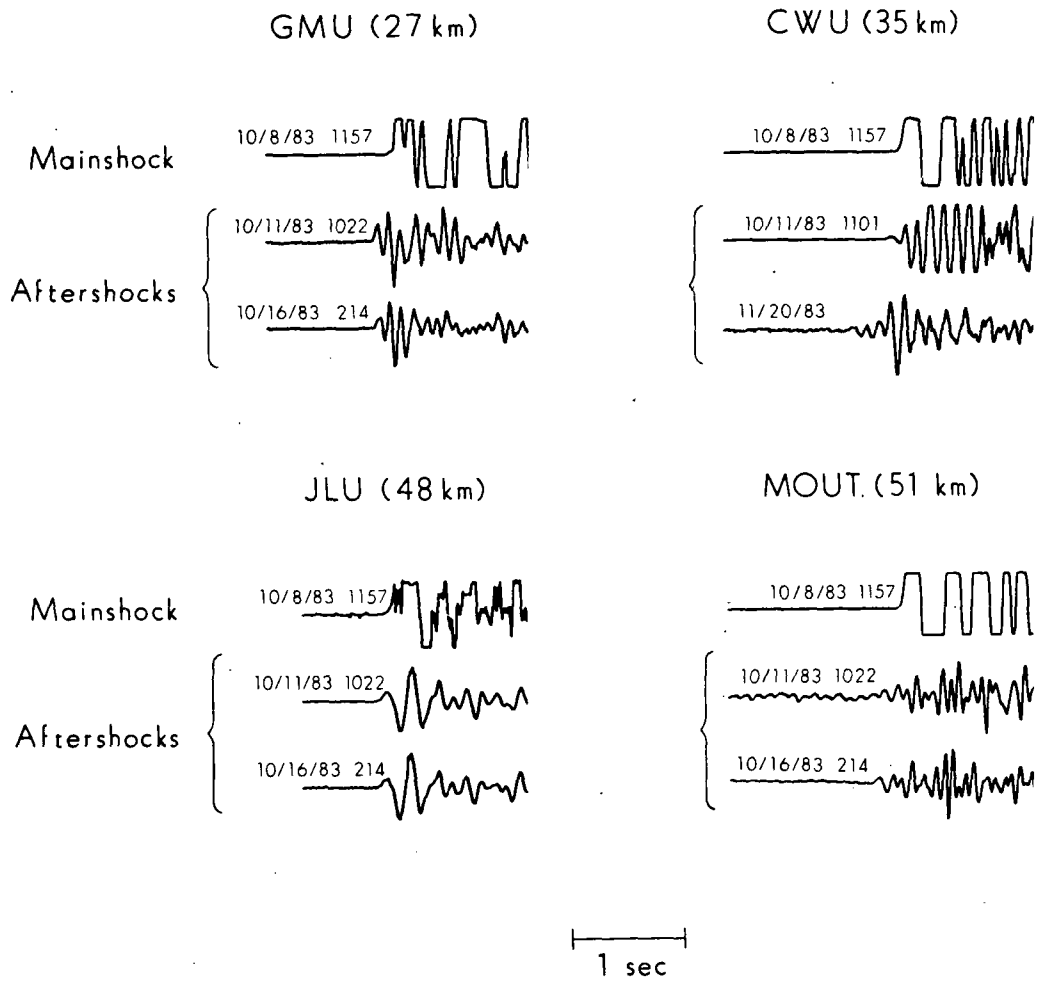 GMU (27 km)
CWU (35 km)
Mainshock
10/8/83 1157
10/8/83 1157
Aftershocks
10/11/83 1022
10/11/83 1101
10/16/83 214
11/20/83
JLU (48 km)
MOUT. (51 km)
Mainshock
10/8/83 1157
10/8/83 1157
Aftershocks
10/11/83 1022
10/11/83 1022
10/16/83 214
10/16/83 214
1 sec